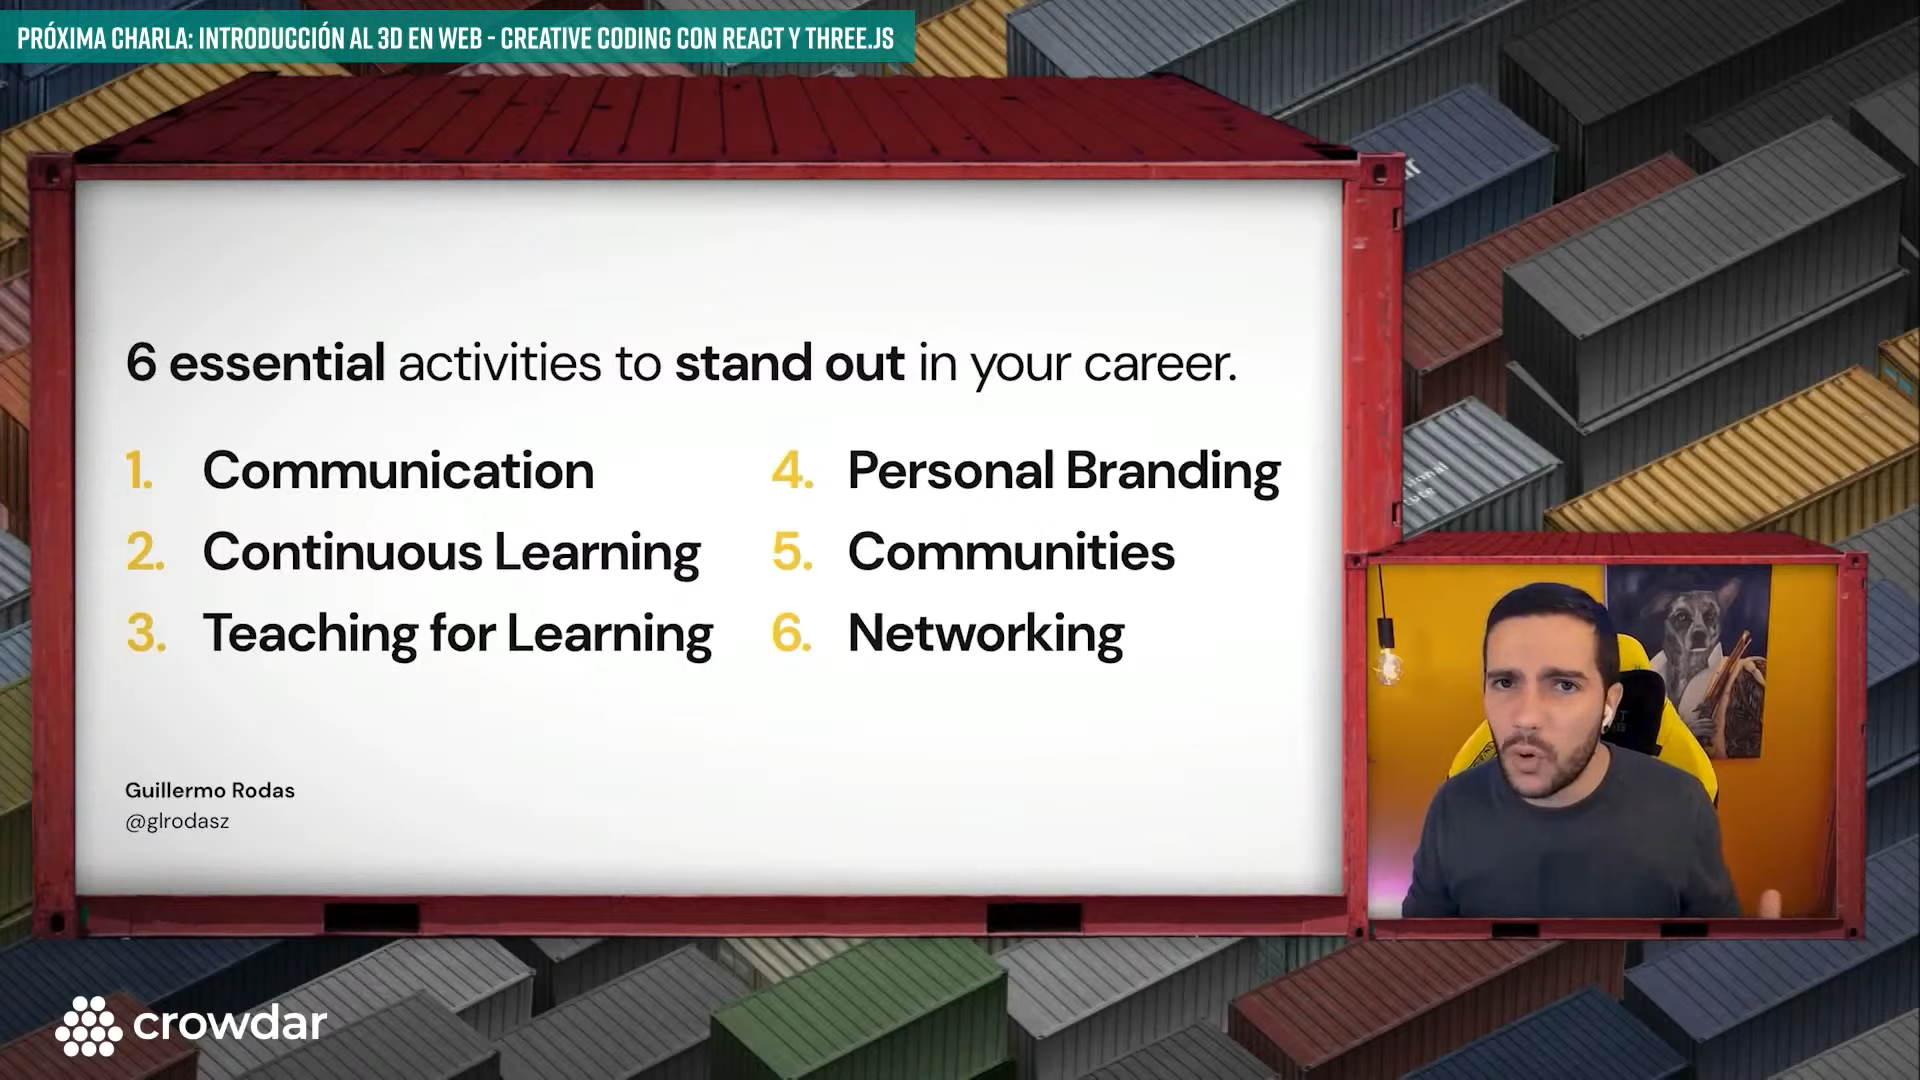 PRÓXIMA CHARLA: INTRODUCCIÓN AL 3D EN WEB - CREATIVE CODING CON REACT Y THREE.JS
6 essential activities to stand out in your career.
1. Communication
2. Continuous Learning
3. Teaching for Learning
4. Personal Branding
5. Communities
6. Networking
Guillermo Rodas
@glrodasz
crowdar